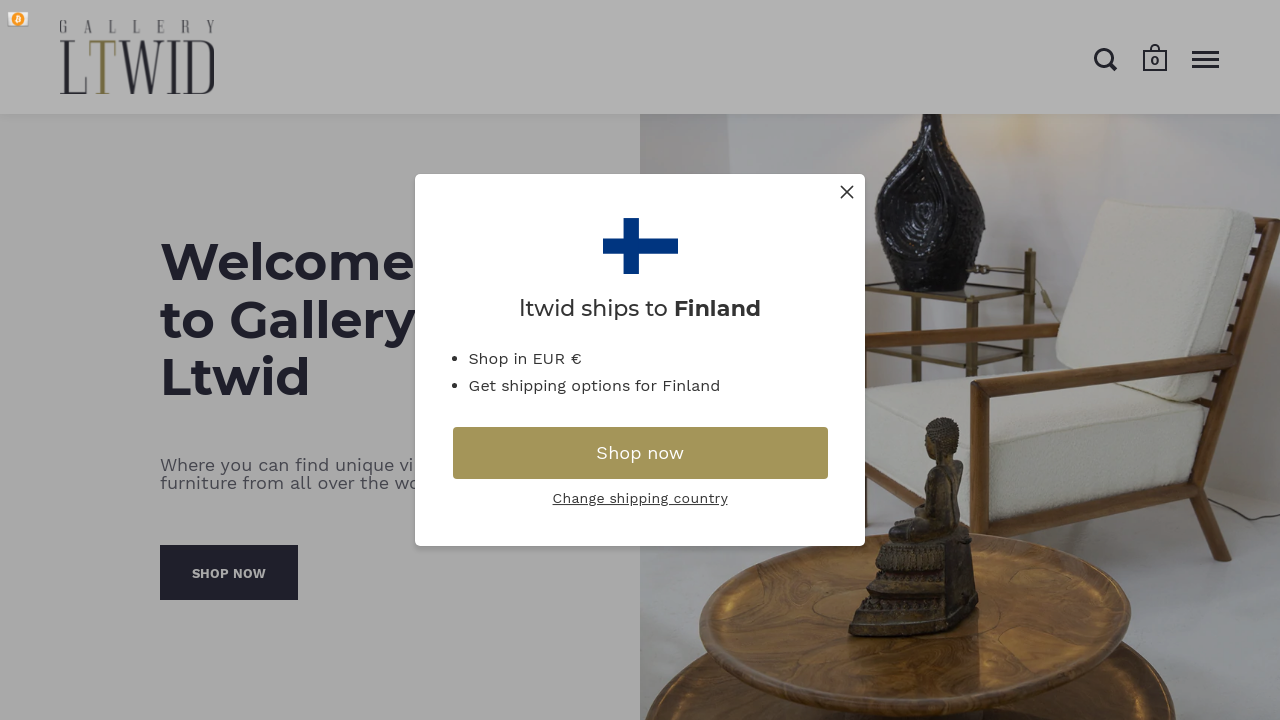 GALLERY
LTWID
0
Welcome
to Gallery
Ltwid
Where you can find unique vi
furniture from all over the wo
SHOP NOW
ltwid ships to Finland
Shop in EUR €
Get shipping options for Finland
Shop now
Change shipping country